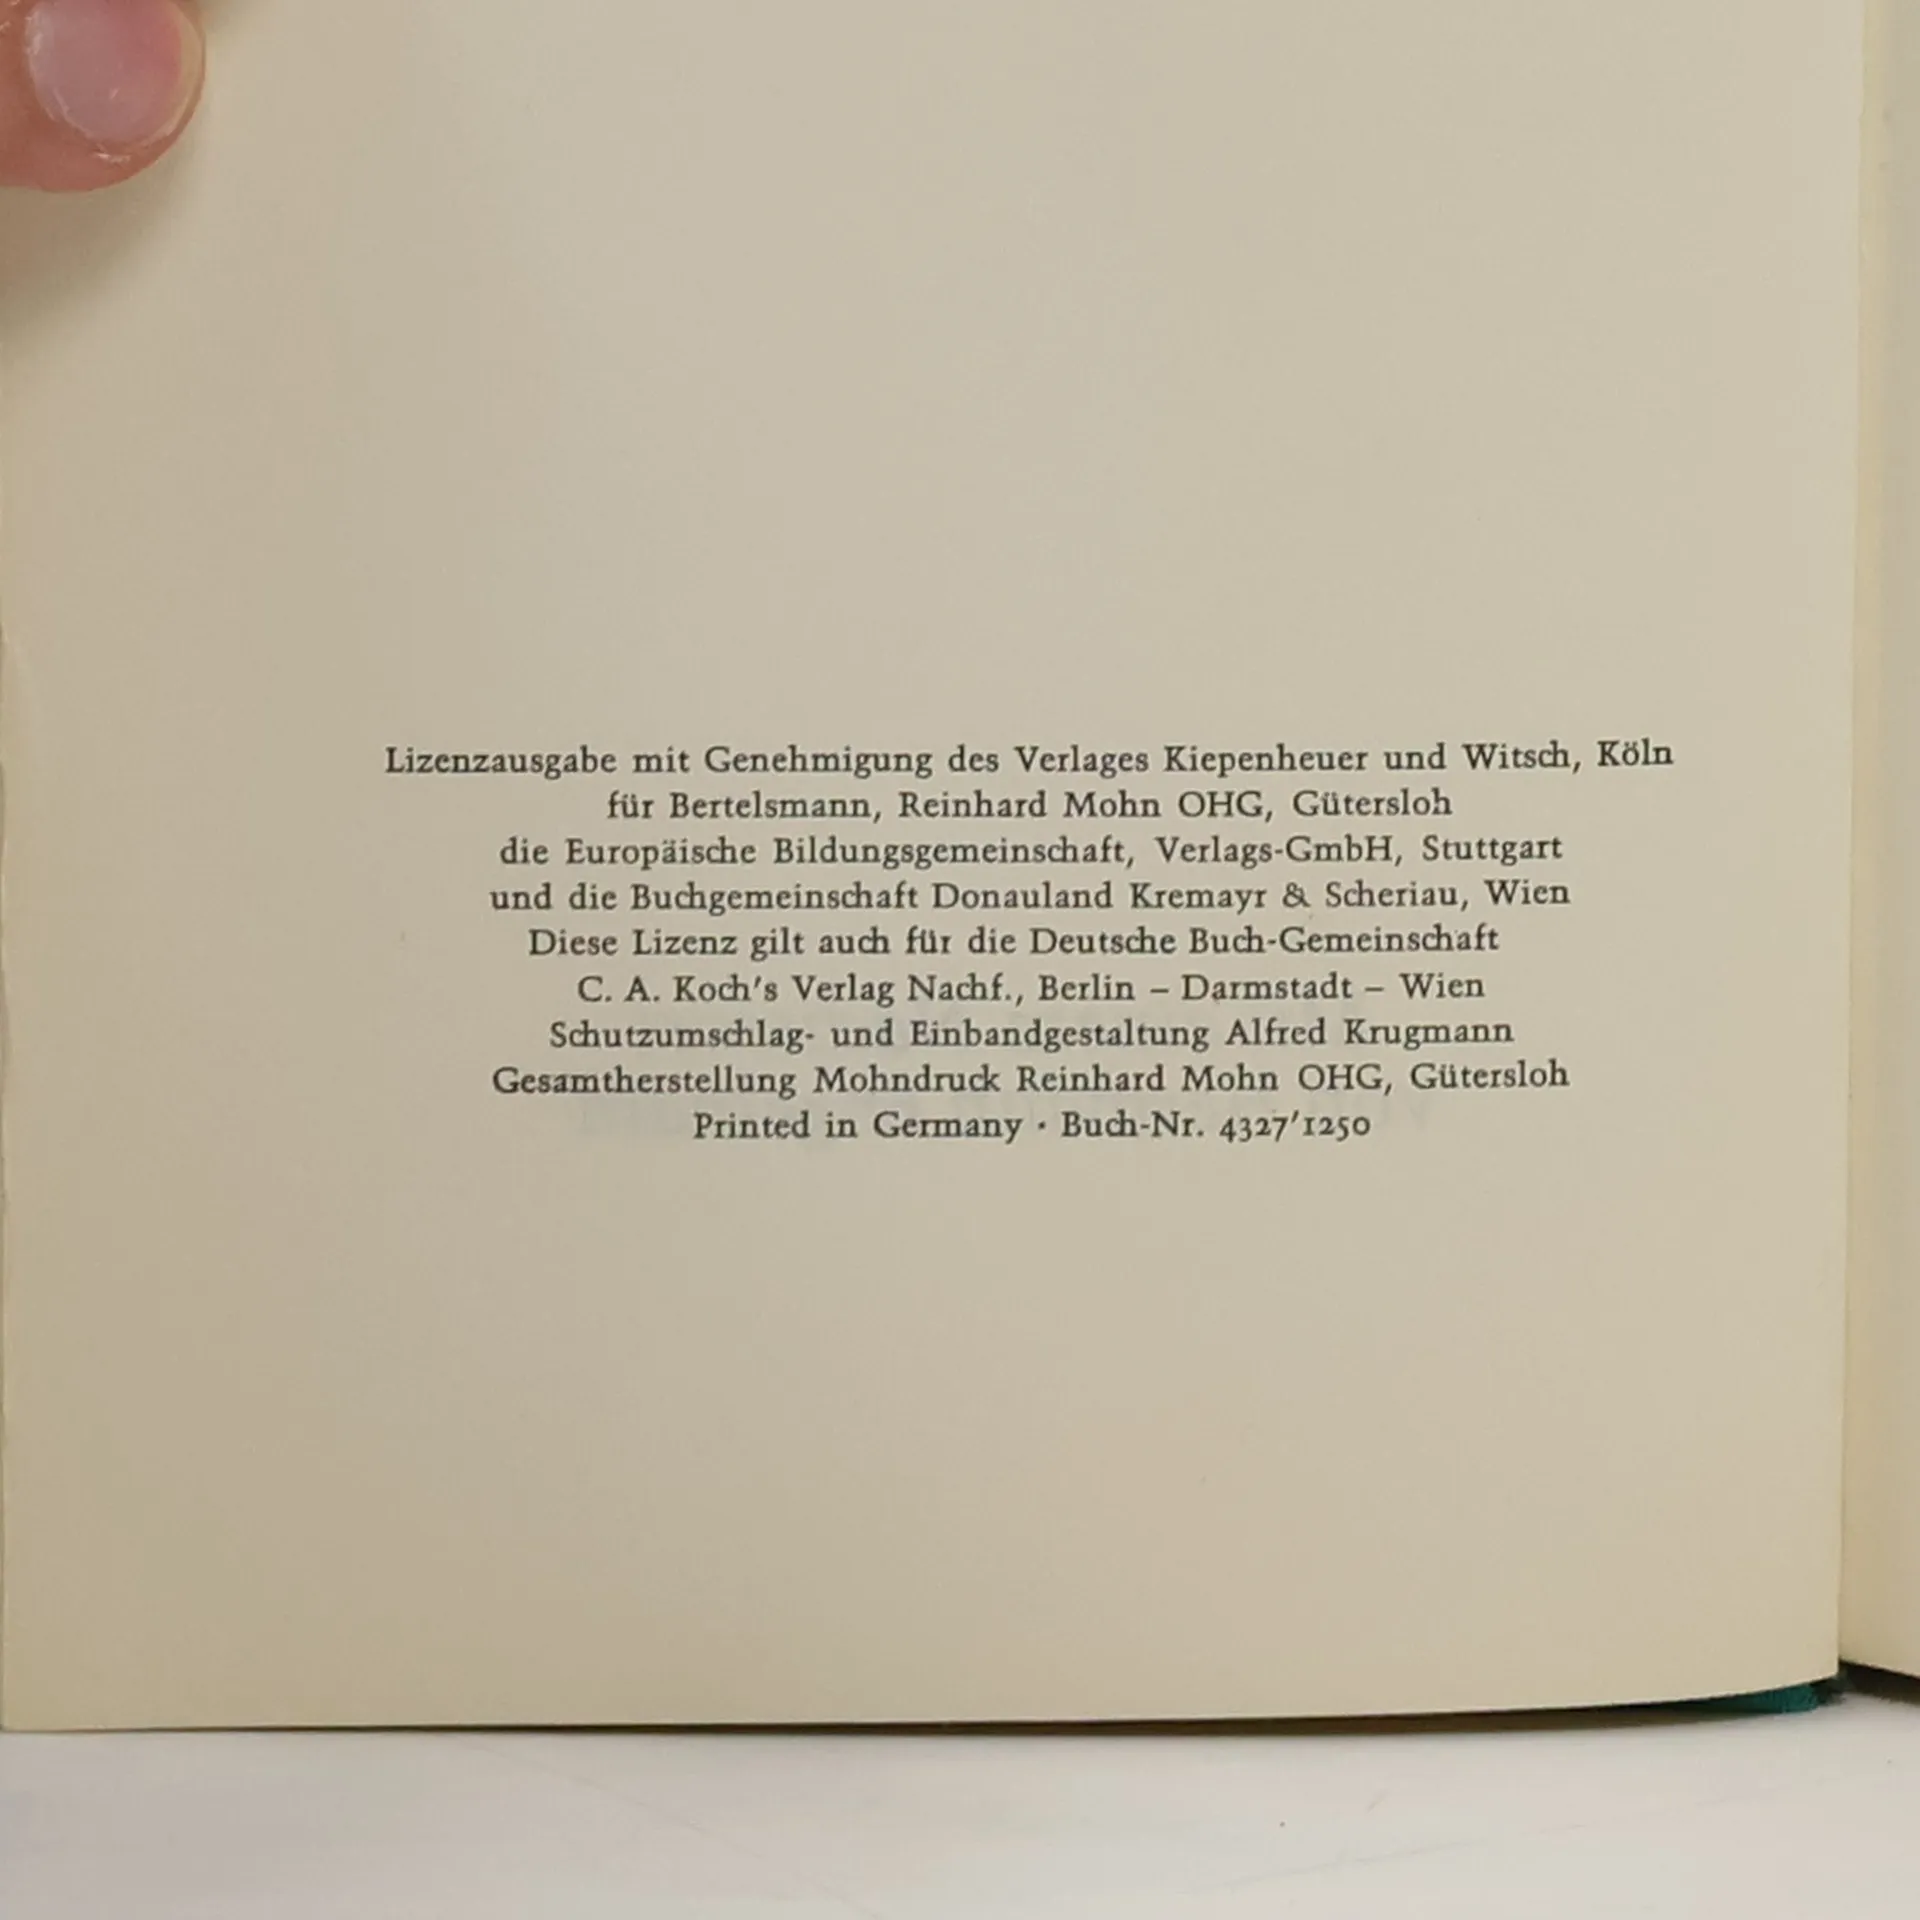 Lizenzausgabe mit Genehmigung des Verlages Kiepenheuer und Witsch, Köln
für Bertelsmann, Reinhard Mohn OHG, Gütersloh
die Europäische Bildungsgemeinschaft, Verlags-GmbH, Stuttgart
und die Buchgemeinschaft Donauland Kremayr & Scheriau, Wien
Diese Lizenz gilt auch für die Deutsche Buch-Gemeinschaft
C. A. Koch's Verlag Nachf., Berlin – Darmstadt – Wien
Schutzumschlag- und Einbandgestaltung Alfred Krugmann
Gesamtherstellung Mohndruck Reinhard Mohn OHG, Gütersloh
Printed in Germany · Buch-Nr. 4327'1250